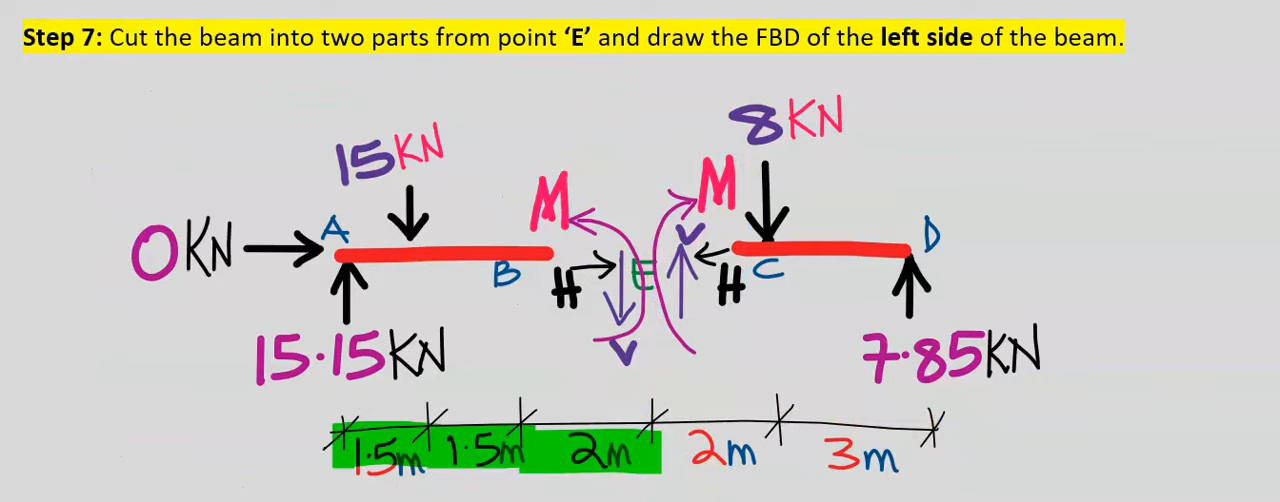 Step 7: Cut the beam into two parts from point ‘E’ and draw the FBD of the left side of the beam.
8KN
15KN
M M
0KN A V D
B H E H C
V
15.15KN 7.85KN
1.5m 1.5m 2m 2m 3m